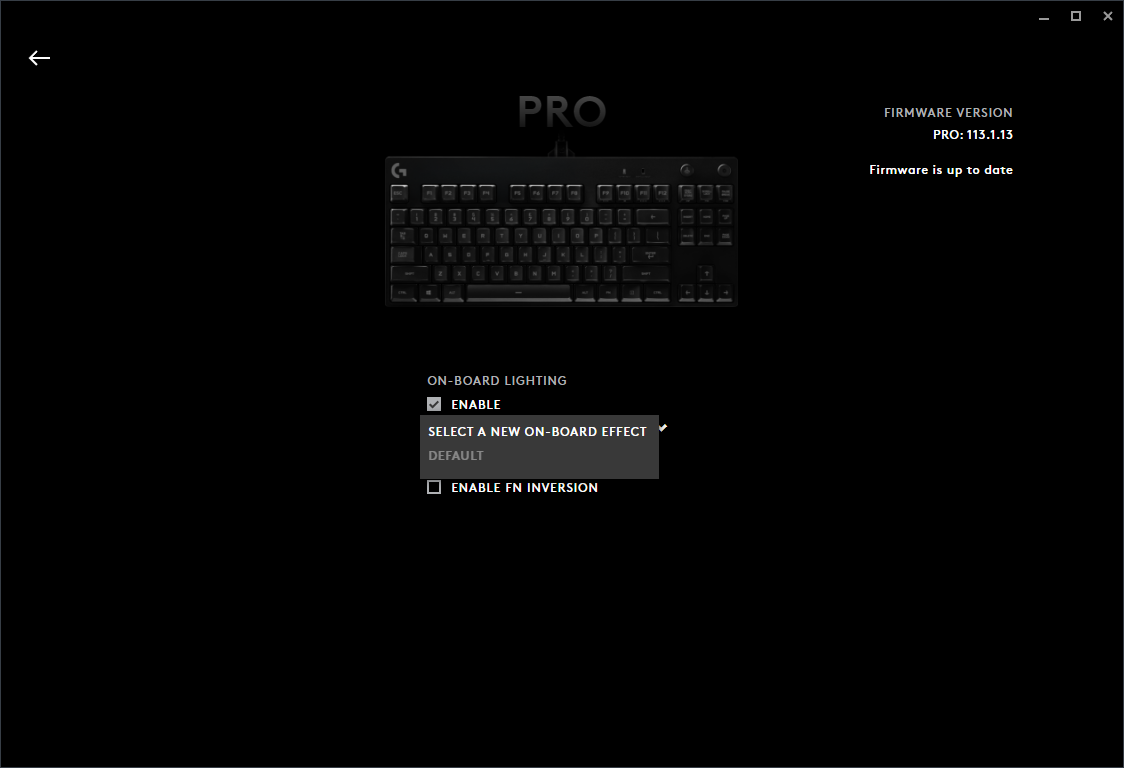 PRO
FIRMWARE VERSION
PRO: 113.1.13
Firmware is up to date
ON-BOARD LIGHTING
ENABLE
SELECT A NEW ON-BOARD EFFECT
DEFAULT
ENABLE FN INVERSION